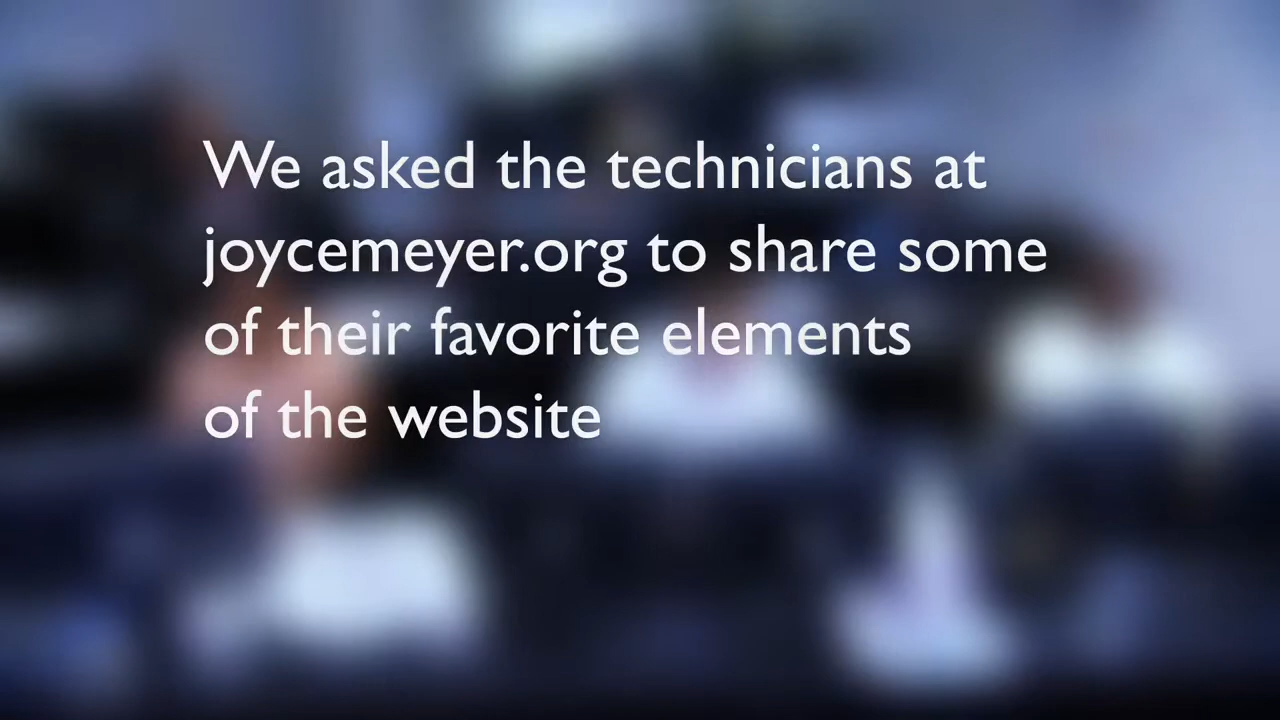 We asked the technicians at
joycemeyer.org to share some
of their favorite elements
of the website